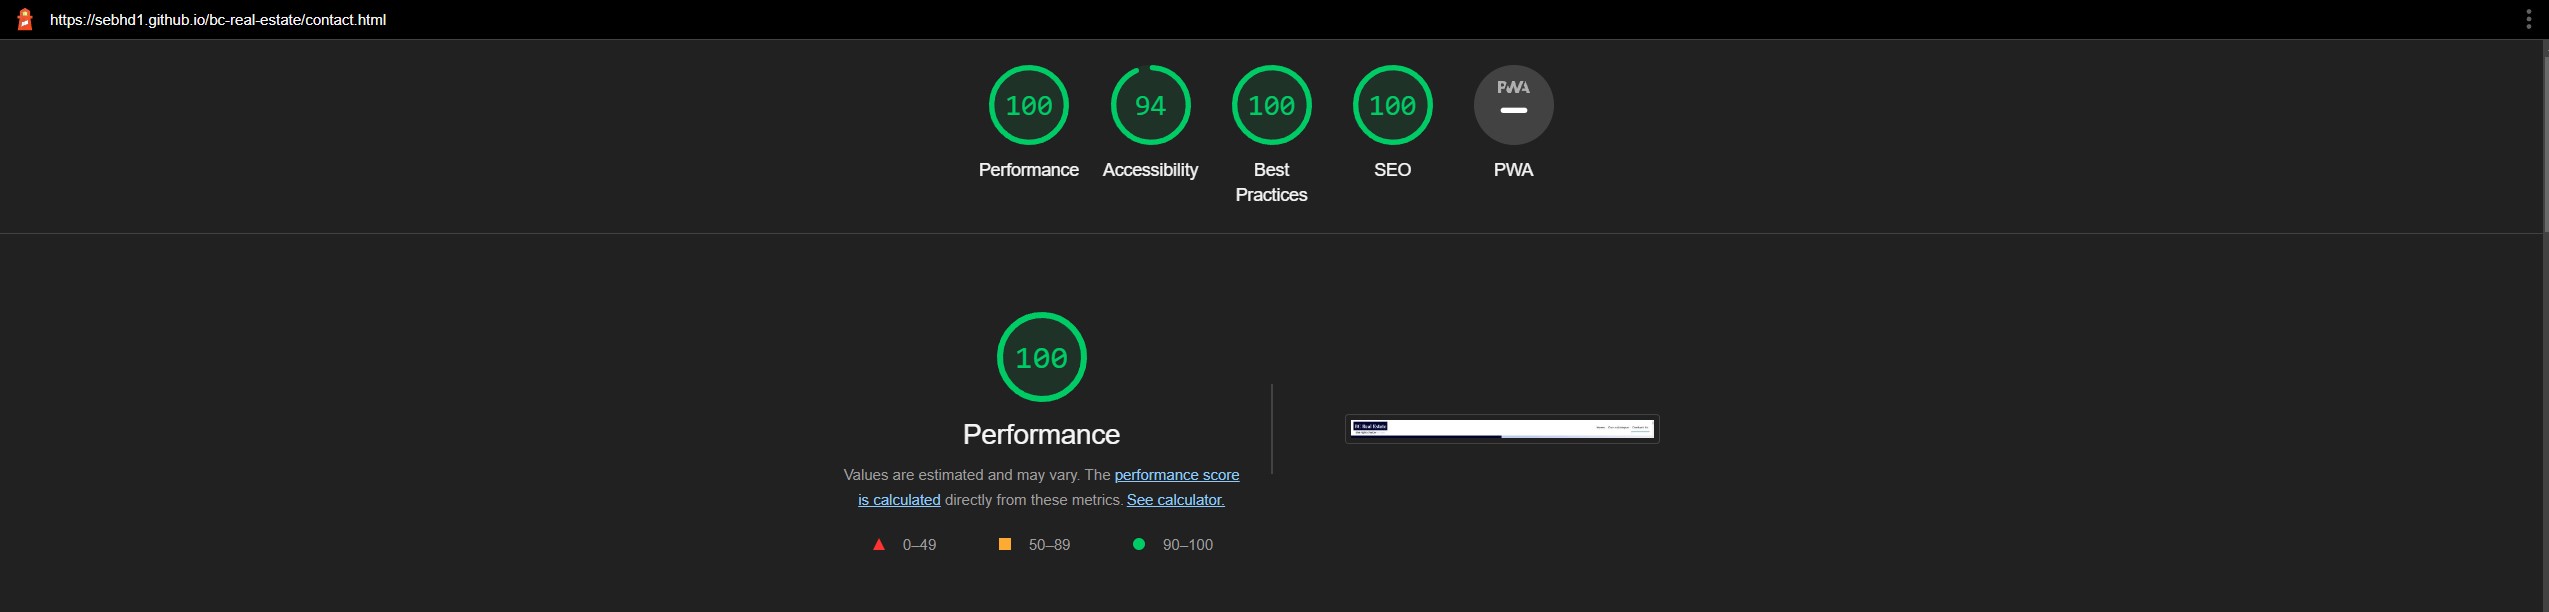 https://sebhd1.github.io/bc-real-estate/contact.html
100
94
100
100
PWA
Performance
Accessibility
Best
Practices
SEO
PWA
100
Performance
Values are estimated and may vary. The performance score
is calculated directly from these metrics. See calculator.
0–49
50–89
90–100
BC Real Estate